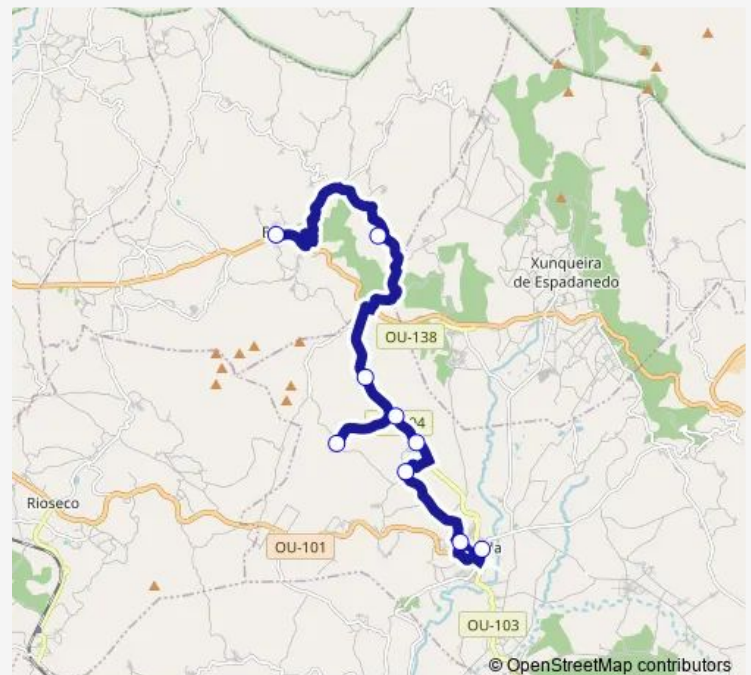 Xunqueira
de Espadanedo
OU-138
Rioseco
OU-101
OU-103
© OpenStreetMap contributors